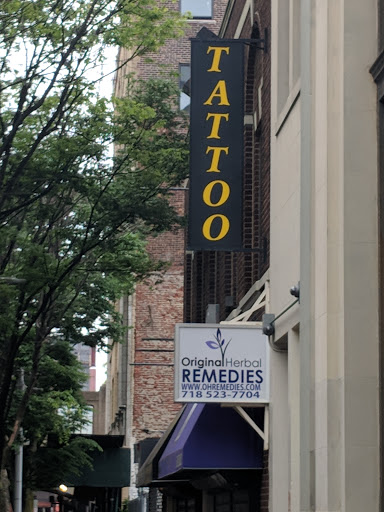 TATTOO
Original Herbal
REMEDIES
WWW.OHREMEDIES.COM
718 523-7704